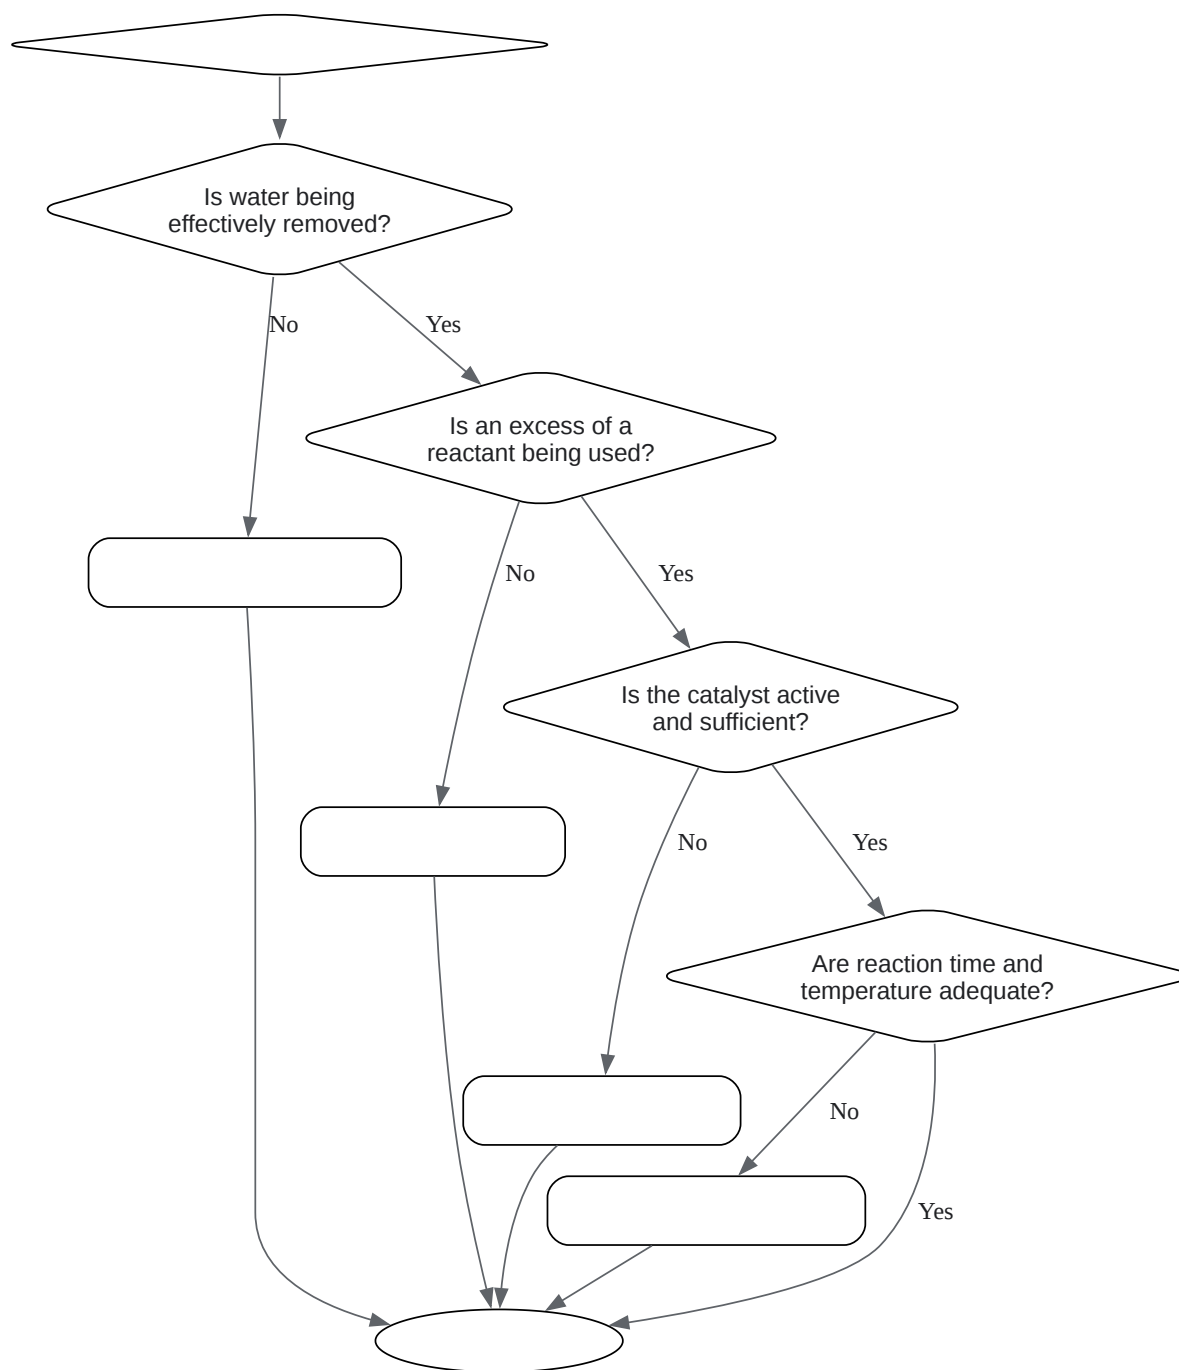 Is water being
effectively removed?
No
Yes
Is an excess of a
reactant being used?
No
Yes
Is the catalyst active
and sufficient?
No
Yes
Are reaction time and
temperature adequate?
No
Yes